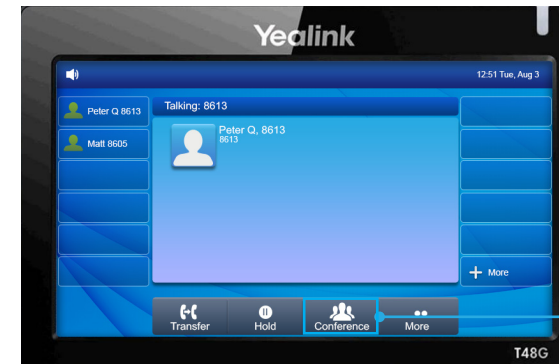 Yealink
12:51 Tue, Aug 3
Peter Q 8613
Matt 8605
Talking: 8613
Peter Q, 8613
8613
+ More
Transfer
Hold
Conference
More
T48G